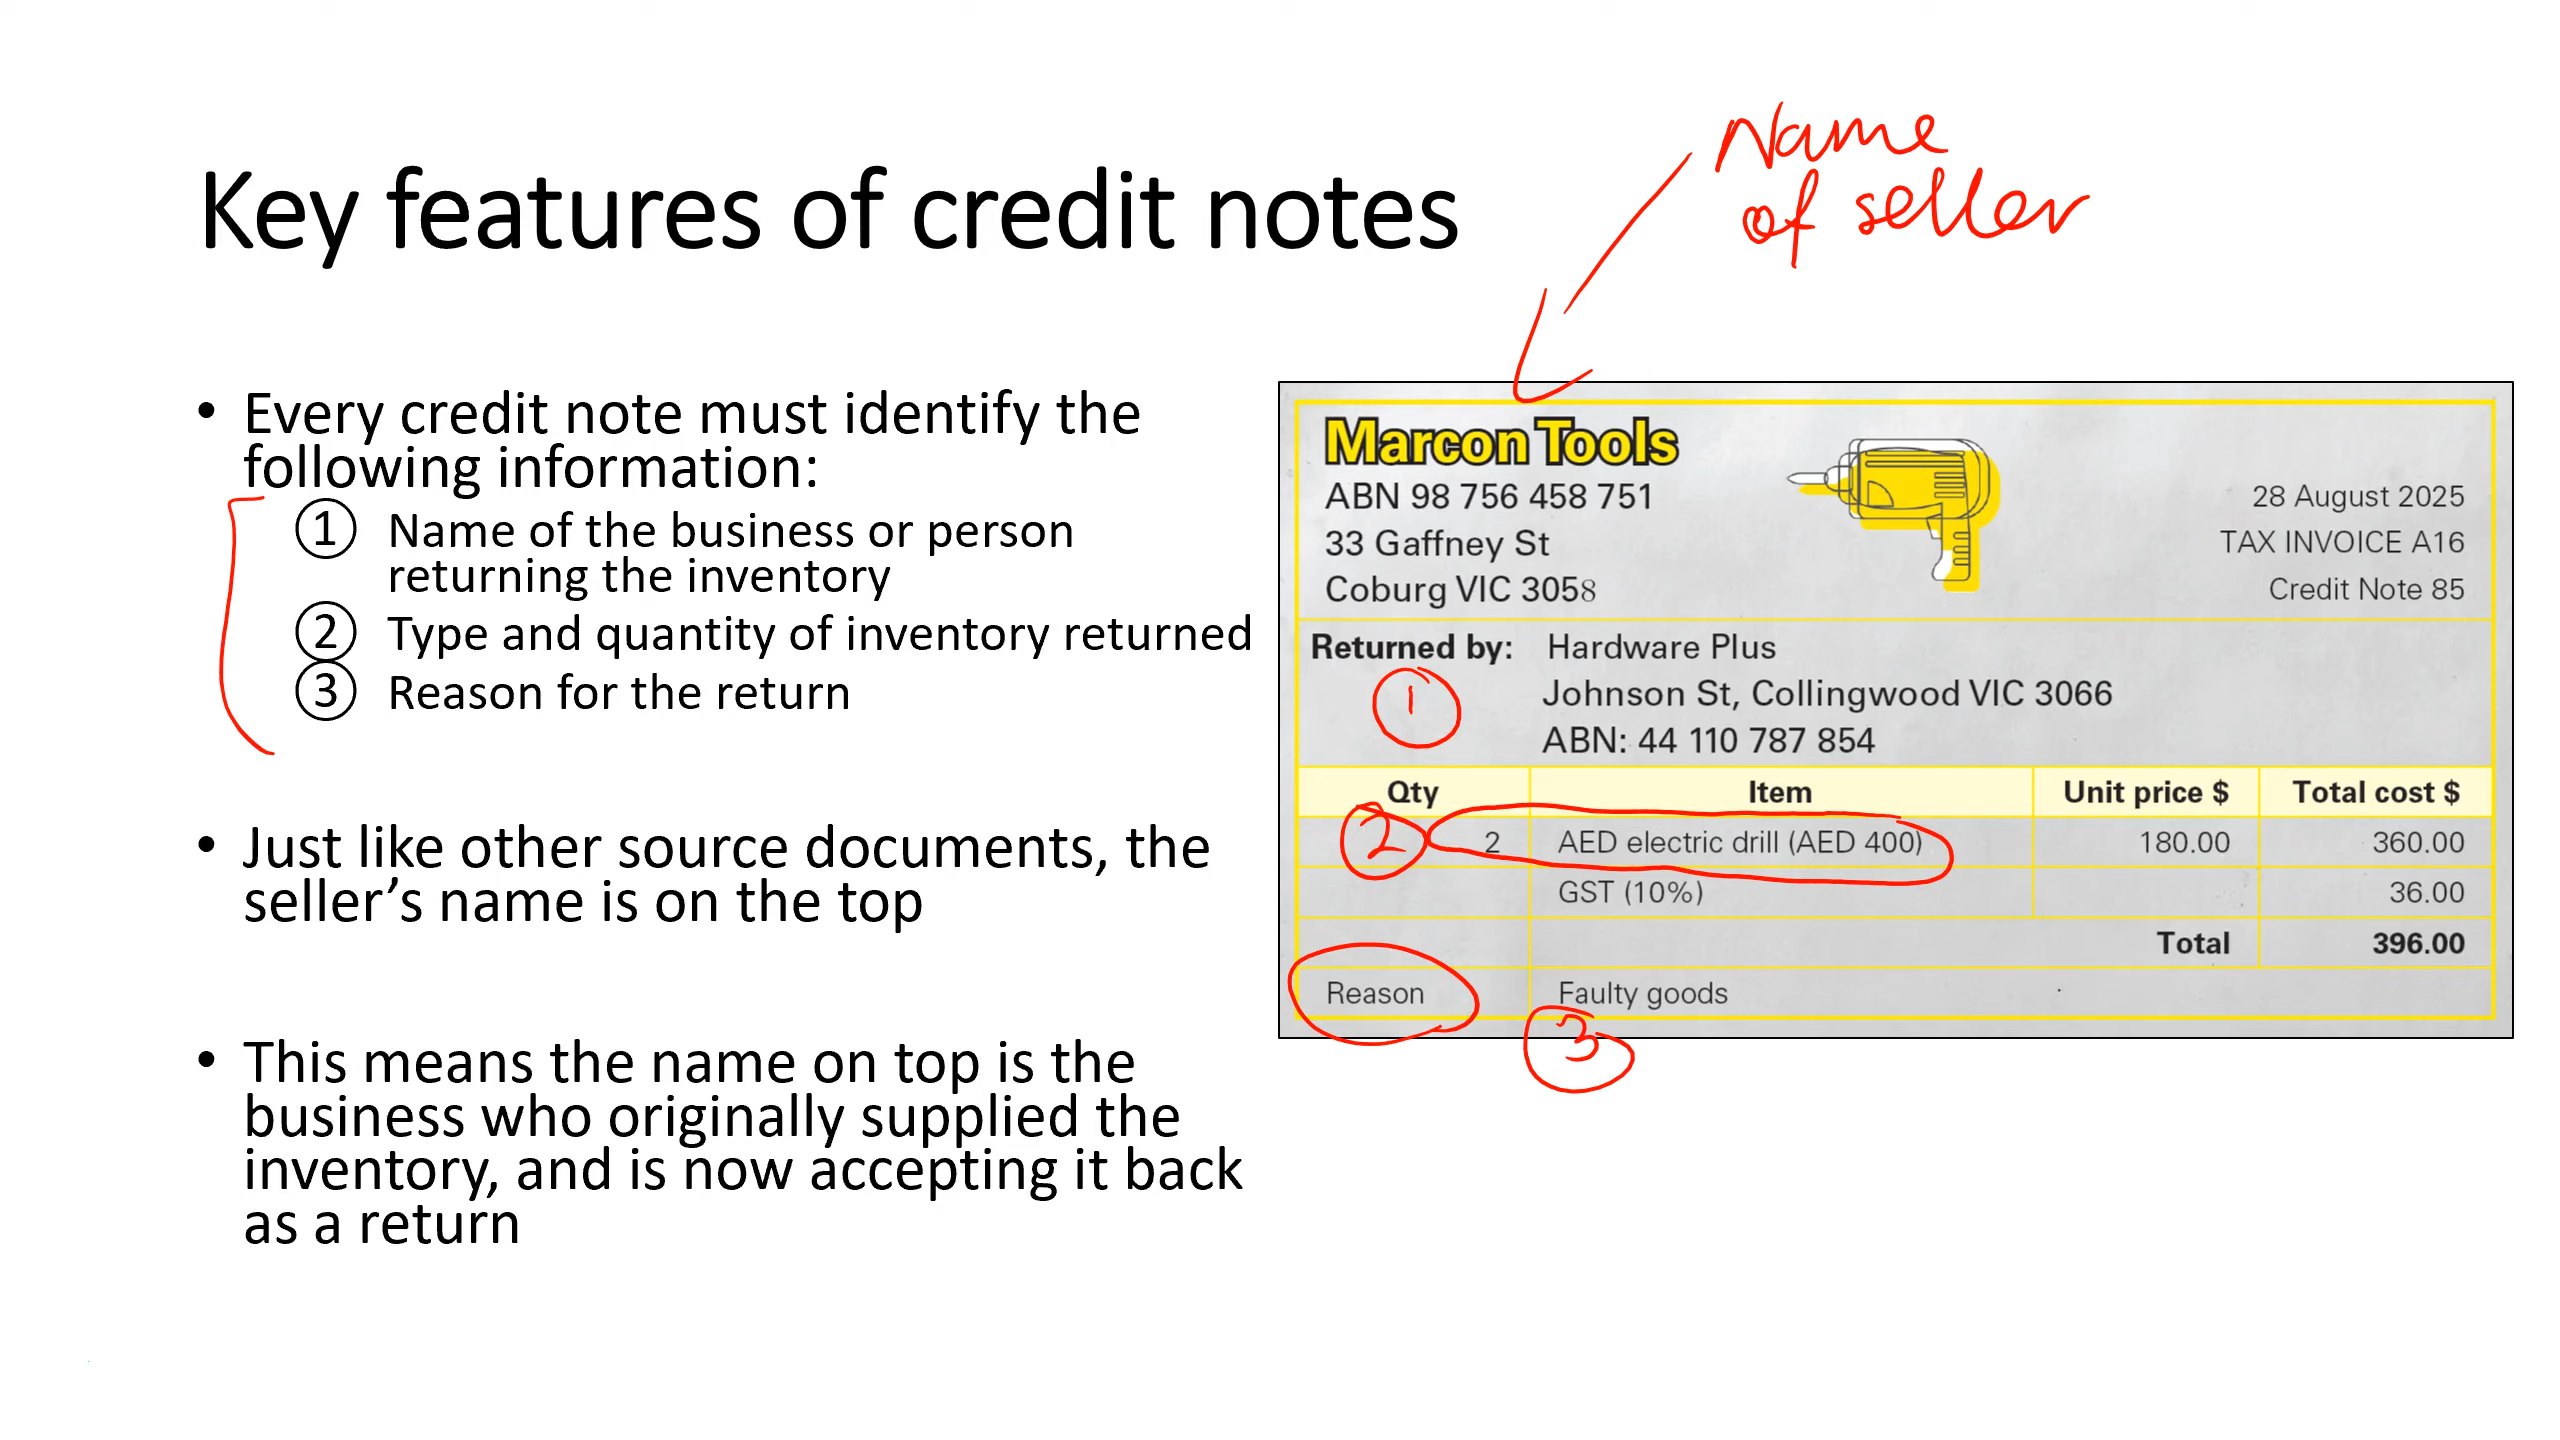 Key features of credit notes
Name
of seller
• Every credit note must identify the
following information:
① Name of the business or person
returning the inventory
② Type and quantity of inventory returned
③ Reason for the return
• Just like other source documents, the
seller’s name is on the top
• This means the name on top is the
business who originally supplied the
inventory, and is now accepting it back
as a return
Marcon Tools
ABN 98 756 458 751
33 Gaffney St
Coburg VIC 3058
28 August 2025
TAX INVOICE A16
Credit Note 85
Returned by: Hardware Plus
Johnson St, Collingwood VIC 3066
ABN: 44 110 787 854
1
Qty Item Unit price $ Total cost $
2 2 AED electric drill (AED 400) 180.00 360.00
GST (10%) 36.00
Total 396.00
Reason Faulty goods
3